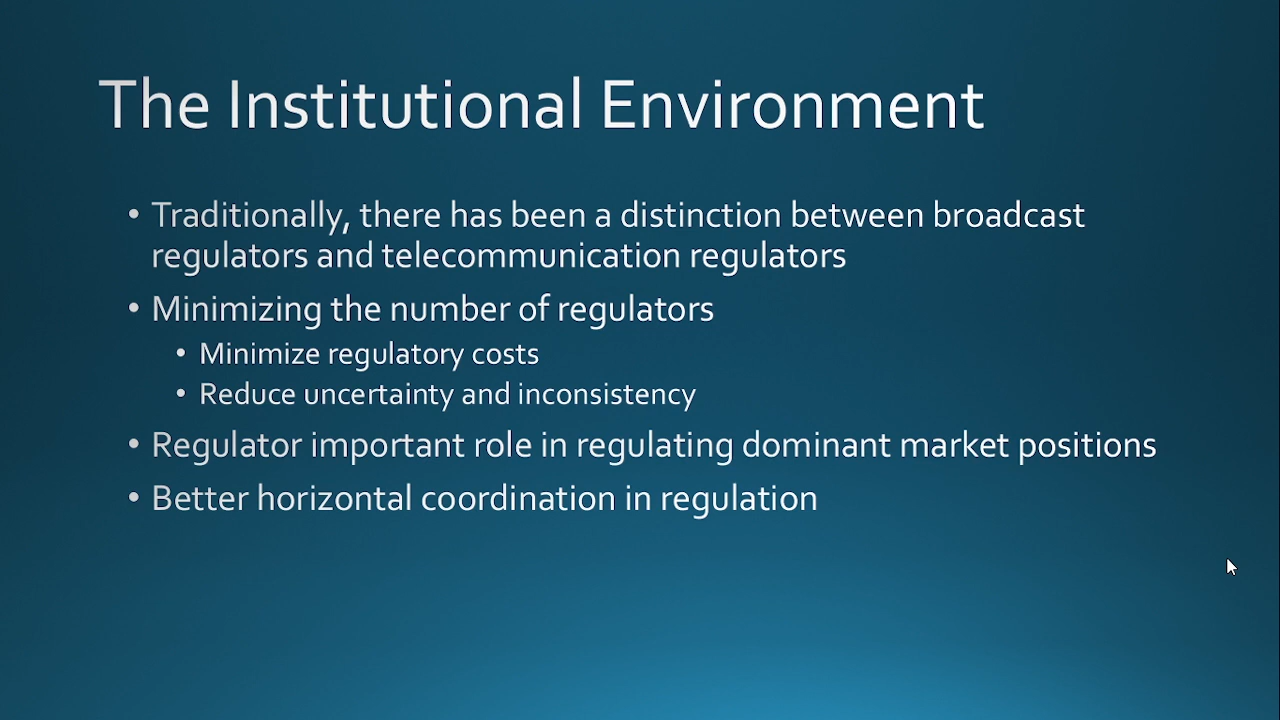 The Institutional Environment
• Traditionally, there has been a distinction between broadcast
regulators and telecommunication regulators
• Minimizing the number of regulators
• Minimize regulatory costs
• Reduce uncertainty and inconsistency
• Regulator important role in regulating dominant market positions
• Better horizontal coordination in regulation